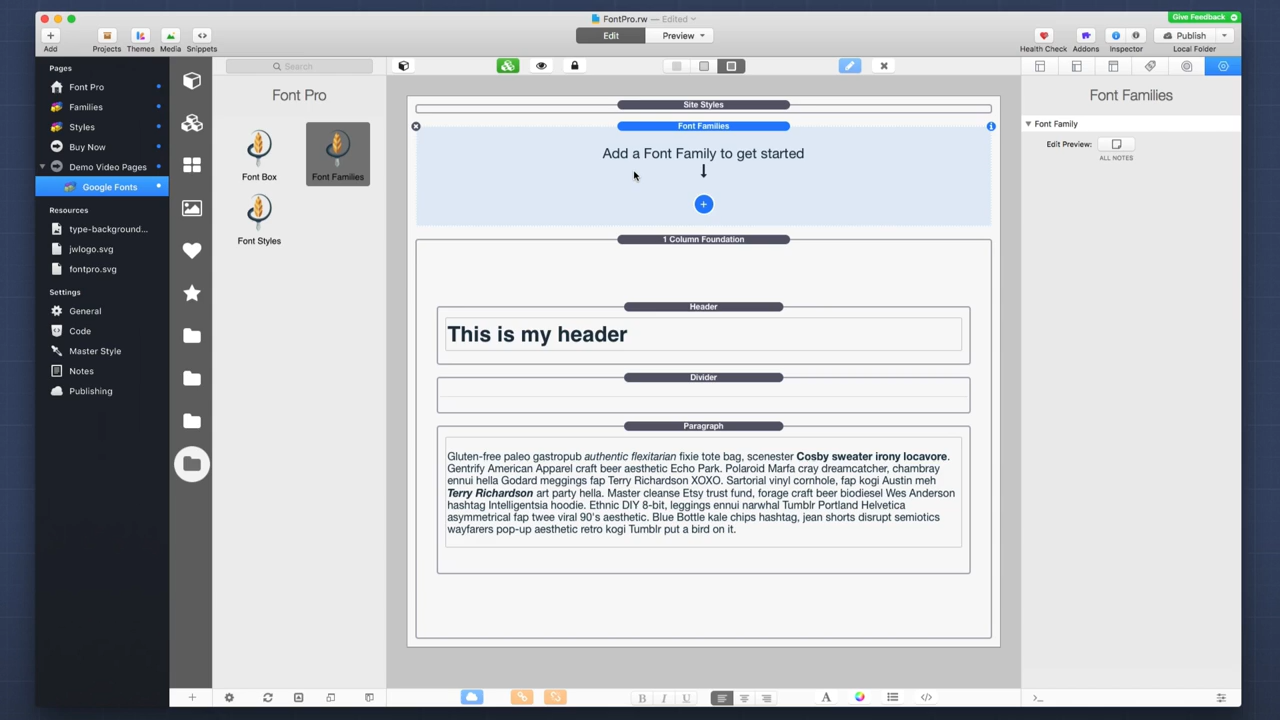 FontPro.rw — Edited
Give Feedback
Add
Projects
Themes
Media
Snippets
Edit
Preview
Health Check
Addons
Inspector
Publish
Local Folder
Pages
Font Pro
Families
Styles
Buy Now
Demo Video Pages
Google Fonts
Resources
type-background...
jwlogo.svg
fontpro.svg
Settings
General
Code
Master Style
Notes
Publishing
Search
Font Pro
Font Box
Font Families
Font Styles
Site Styles
Font Families
Add a Font Family to get started
1 Column Foundation
Header
This is my header
Divider
Paragraph
Gluten-free paleo gastropub authentic flexitarian fixie tote bag, scenester Cosby sweater irony locavore.
Gentrify American Apparel craft beer aesthetic Echo Park. Polaroid Marfa cray dreamcatcher, chambray
ennui hella Godard meggings fap Terry Richardson XOXO. Sartorial vinyl cornhole, fap kogi Austin meh
Terry Richardson art party hella. Master cleanse Etsy trust fund, forage craft beer biodiesel Wes Anderson
hashtag Intelligentsia hoodie. Ethnic DIY 8-bit, leggings ennui narwhal Tumblr Portland Helvetica
asymmetrical fap twee viral 90's aesthetic. Blue Bottle kale chips hashtag, jean shorts disrupt semiotics
wayfarers pop-up aesthetic retro kogi Tumblr put a bird on it.
B I U
A
Font Families
Font Family
Edit Preview:
ALL NOTES